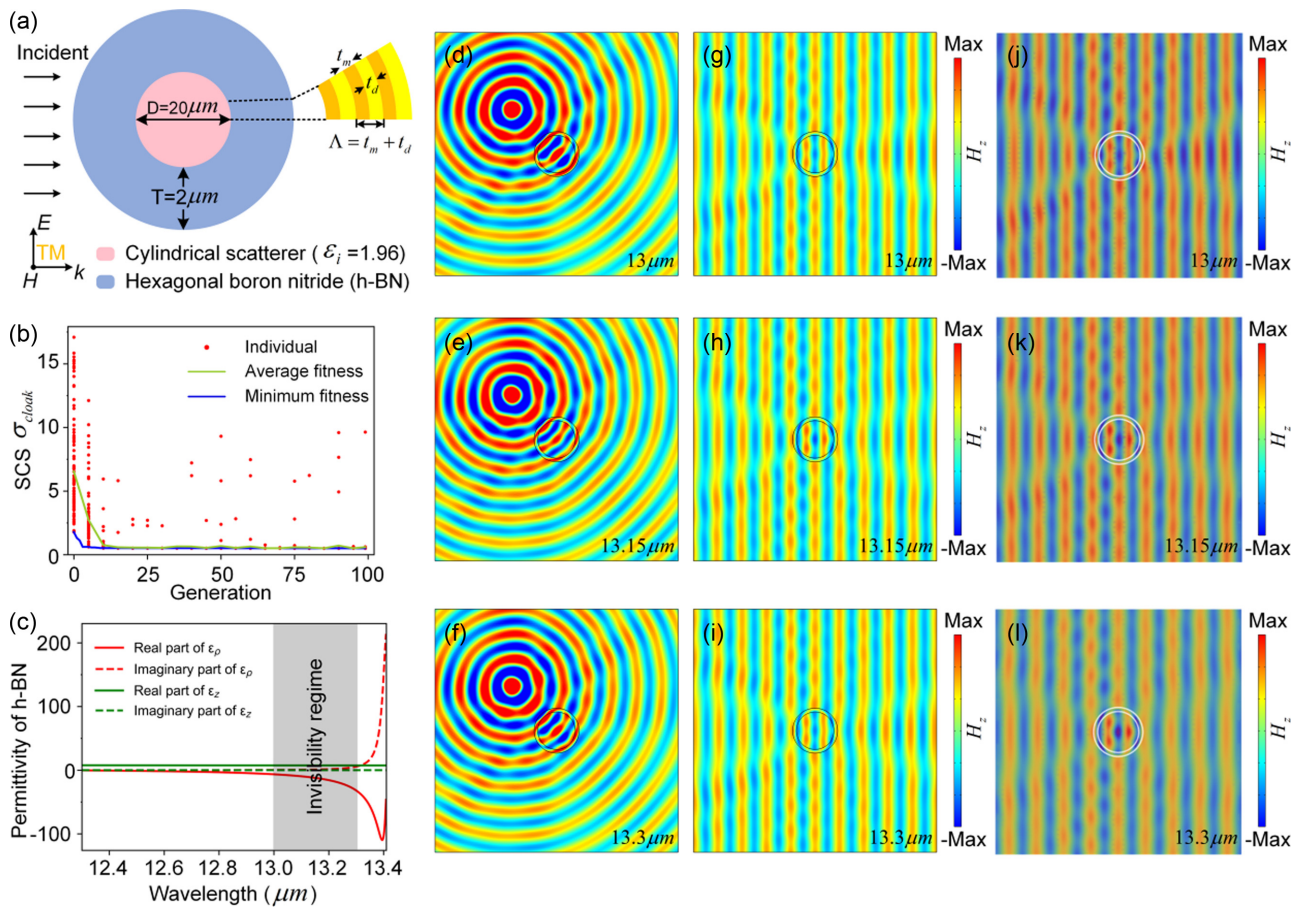 (a)
Incident
D=20μm
T=2μm
t_m
t_d
Λ = t_m + t_d
E
TM
H
k
Cylindrical scatterer ( ε_i =1.96)
Hexagonal boron nitride (h-BN)
(b)
SCS σ_cloak
15
10
5
0
Individual
Average fitness
Minimum fitness
0
25
50
75
100
Generation
(c)
Permittivity of h-BN
200
100
0
-100
Real part of ε_ρ
Imaginary part of ε_ρ
Real part of ε_z
Imaginary part of ε_z
Invisibility regime
12.4
12.6
12.8
13.0
13.2
13.4
Wavelength (μm)
(d)
13μm
(g)
13μm
Max
H_z
-Max
(j)
13μm
Max
H_z
-Max
(e)
13.15μm
(h)
13.15μm
Max
H_z
-Max
(k)
13.15μm
Max
H_z
-Max
(f)
13.3μm
(i)
13.3μm
Max
H_z
-Max
(l)
13.3μm
Max
H_z
-Max